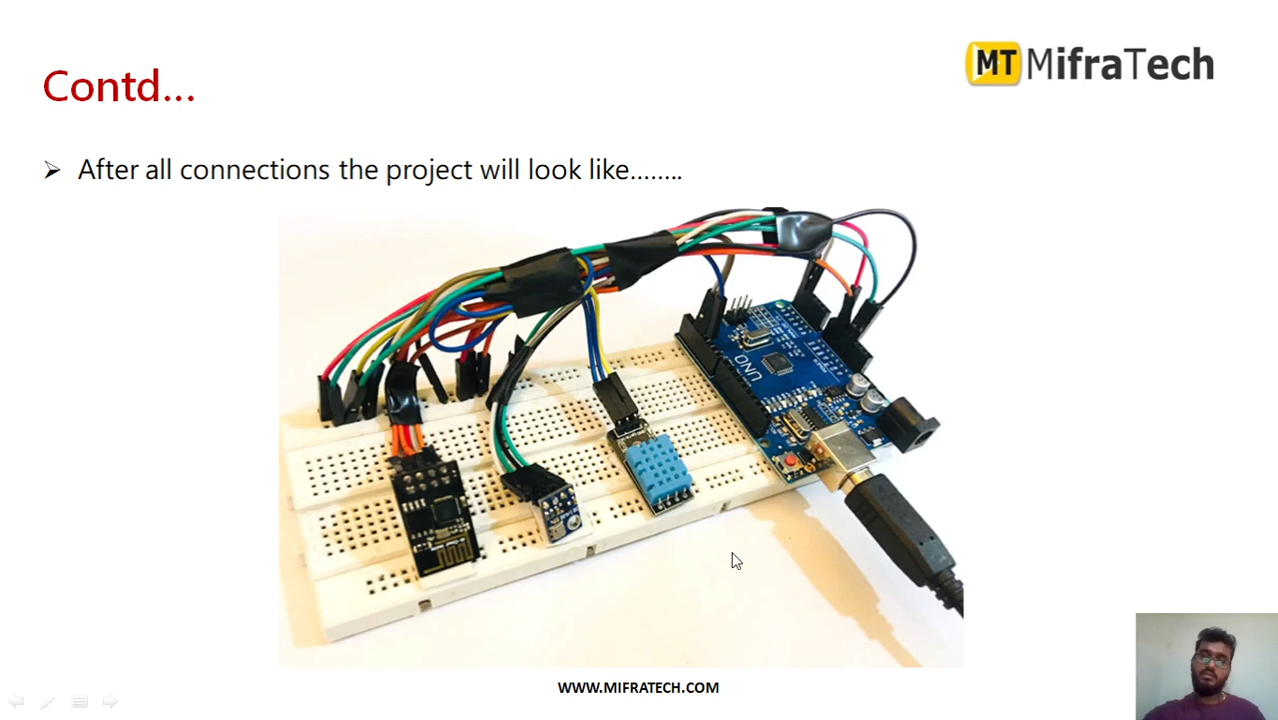 MT MifraTech
Contd...
After all connections the project will look like........
UNO
WWW.MIFRATECH.COM